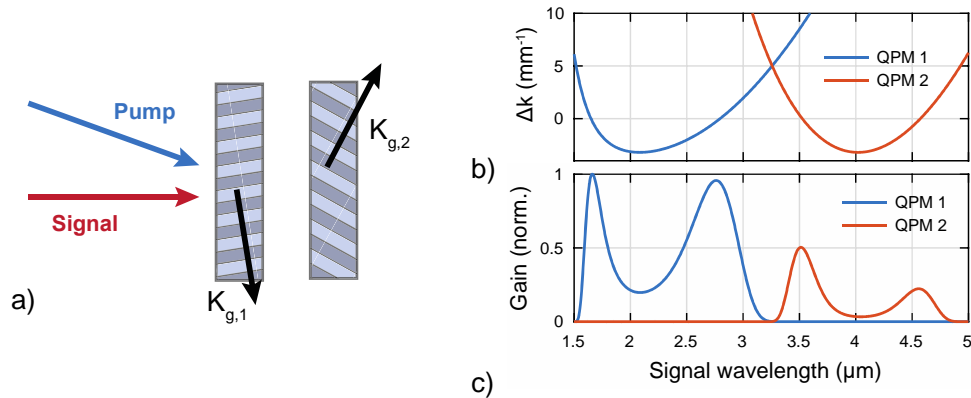 a)
Pump
Signal
K_g,1
K_g,2
b)
Δk (mm⁻¹)
10
5
0
QPM 1
QPM 2
c)
Gain (norm.)
1
0.5
0
QPM 1
QPM 2
1.5 2 2.5 3 3.5 4 4.5 5
Signal wavelength (μm)